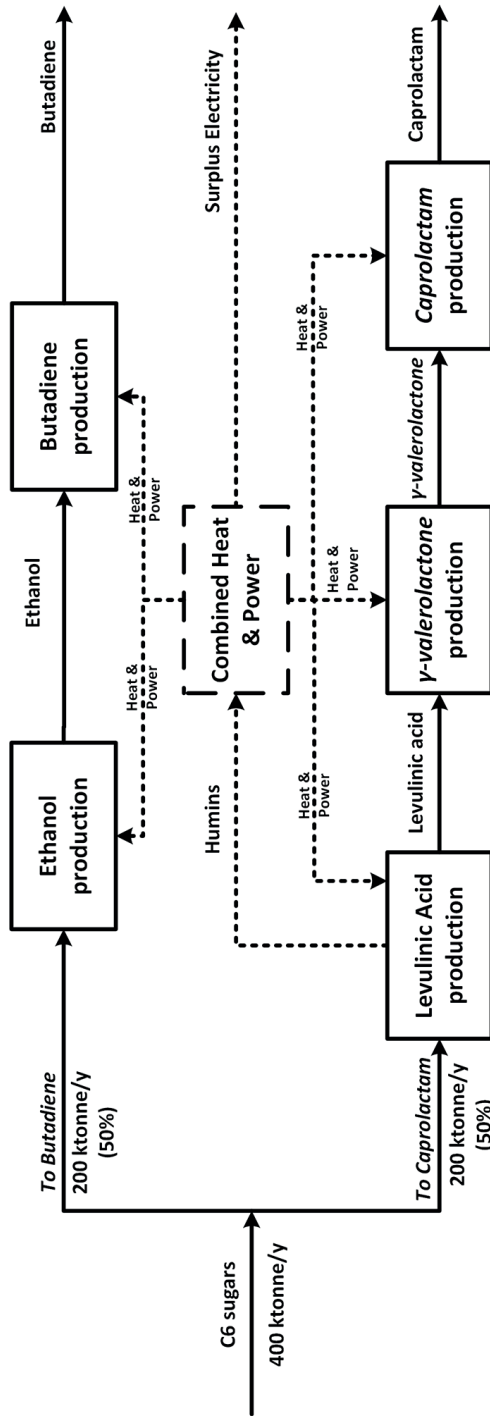 C6 sugars
400 ktonne/y
To Butadiene
200 ktonne/y
(50%)
Ethanol
production
Ethanol
Butadiene
production
Butadiene
Heat &
Power
Heat &
Power
Combined Heat
& Power
Surplus Electricity
Humins
Heat &
Power
Heat &
Power
Heat &
Power
To Caprolactam
200 ktonne/y
(50%)
Levulinic Acid
production
Levulinic acid
γ-valerolactone
production
γ-valerolactone
Caprolactam
production
Caprolactam